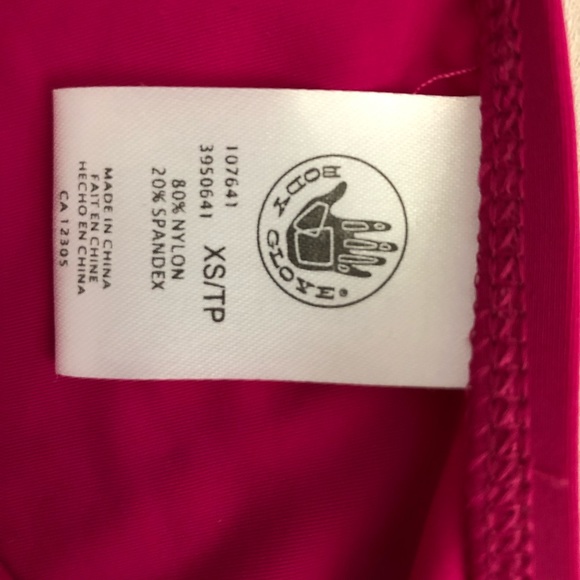 BODY GLOVE®
107641
3950641 XS/TP
80% NYLON
20% SPANDEX
MADE IN CHINA
FAIT EN CHINE
HECHO EN CHINA
CA 12305